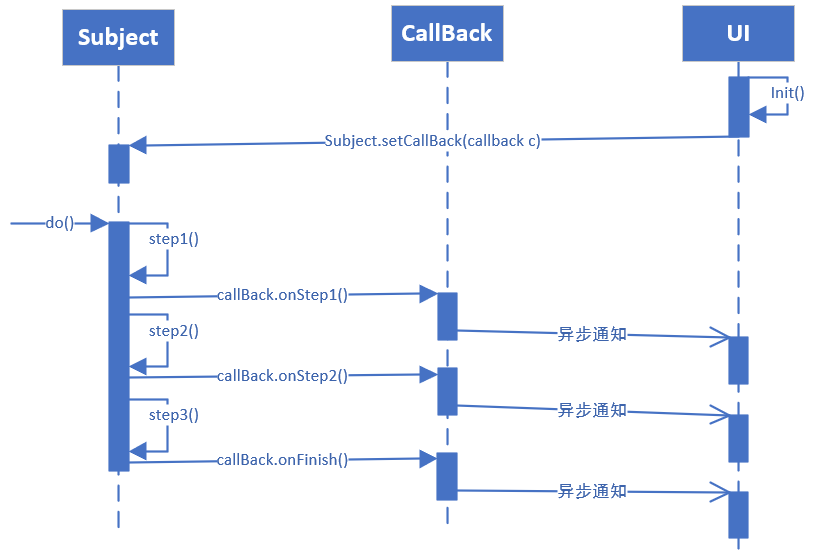 Subject
CallBack
UI
Init()
Subject.setCallBack(callback c)
do()
step1()
callBack.onStep1()
step2()
异步通知
callBack.onStep2()
异步通知
step3()
callBack.onFinish()
异步通知